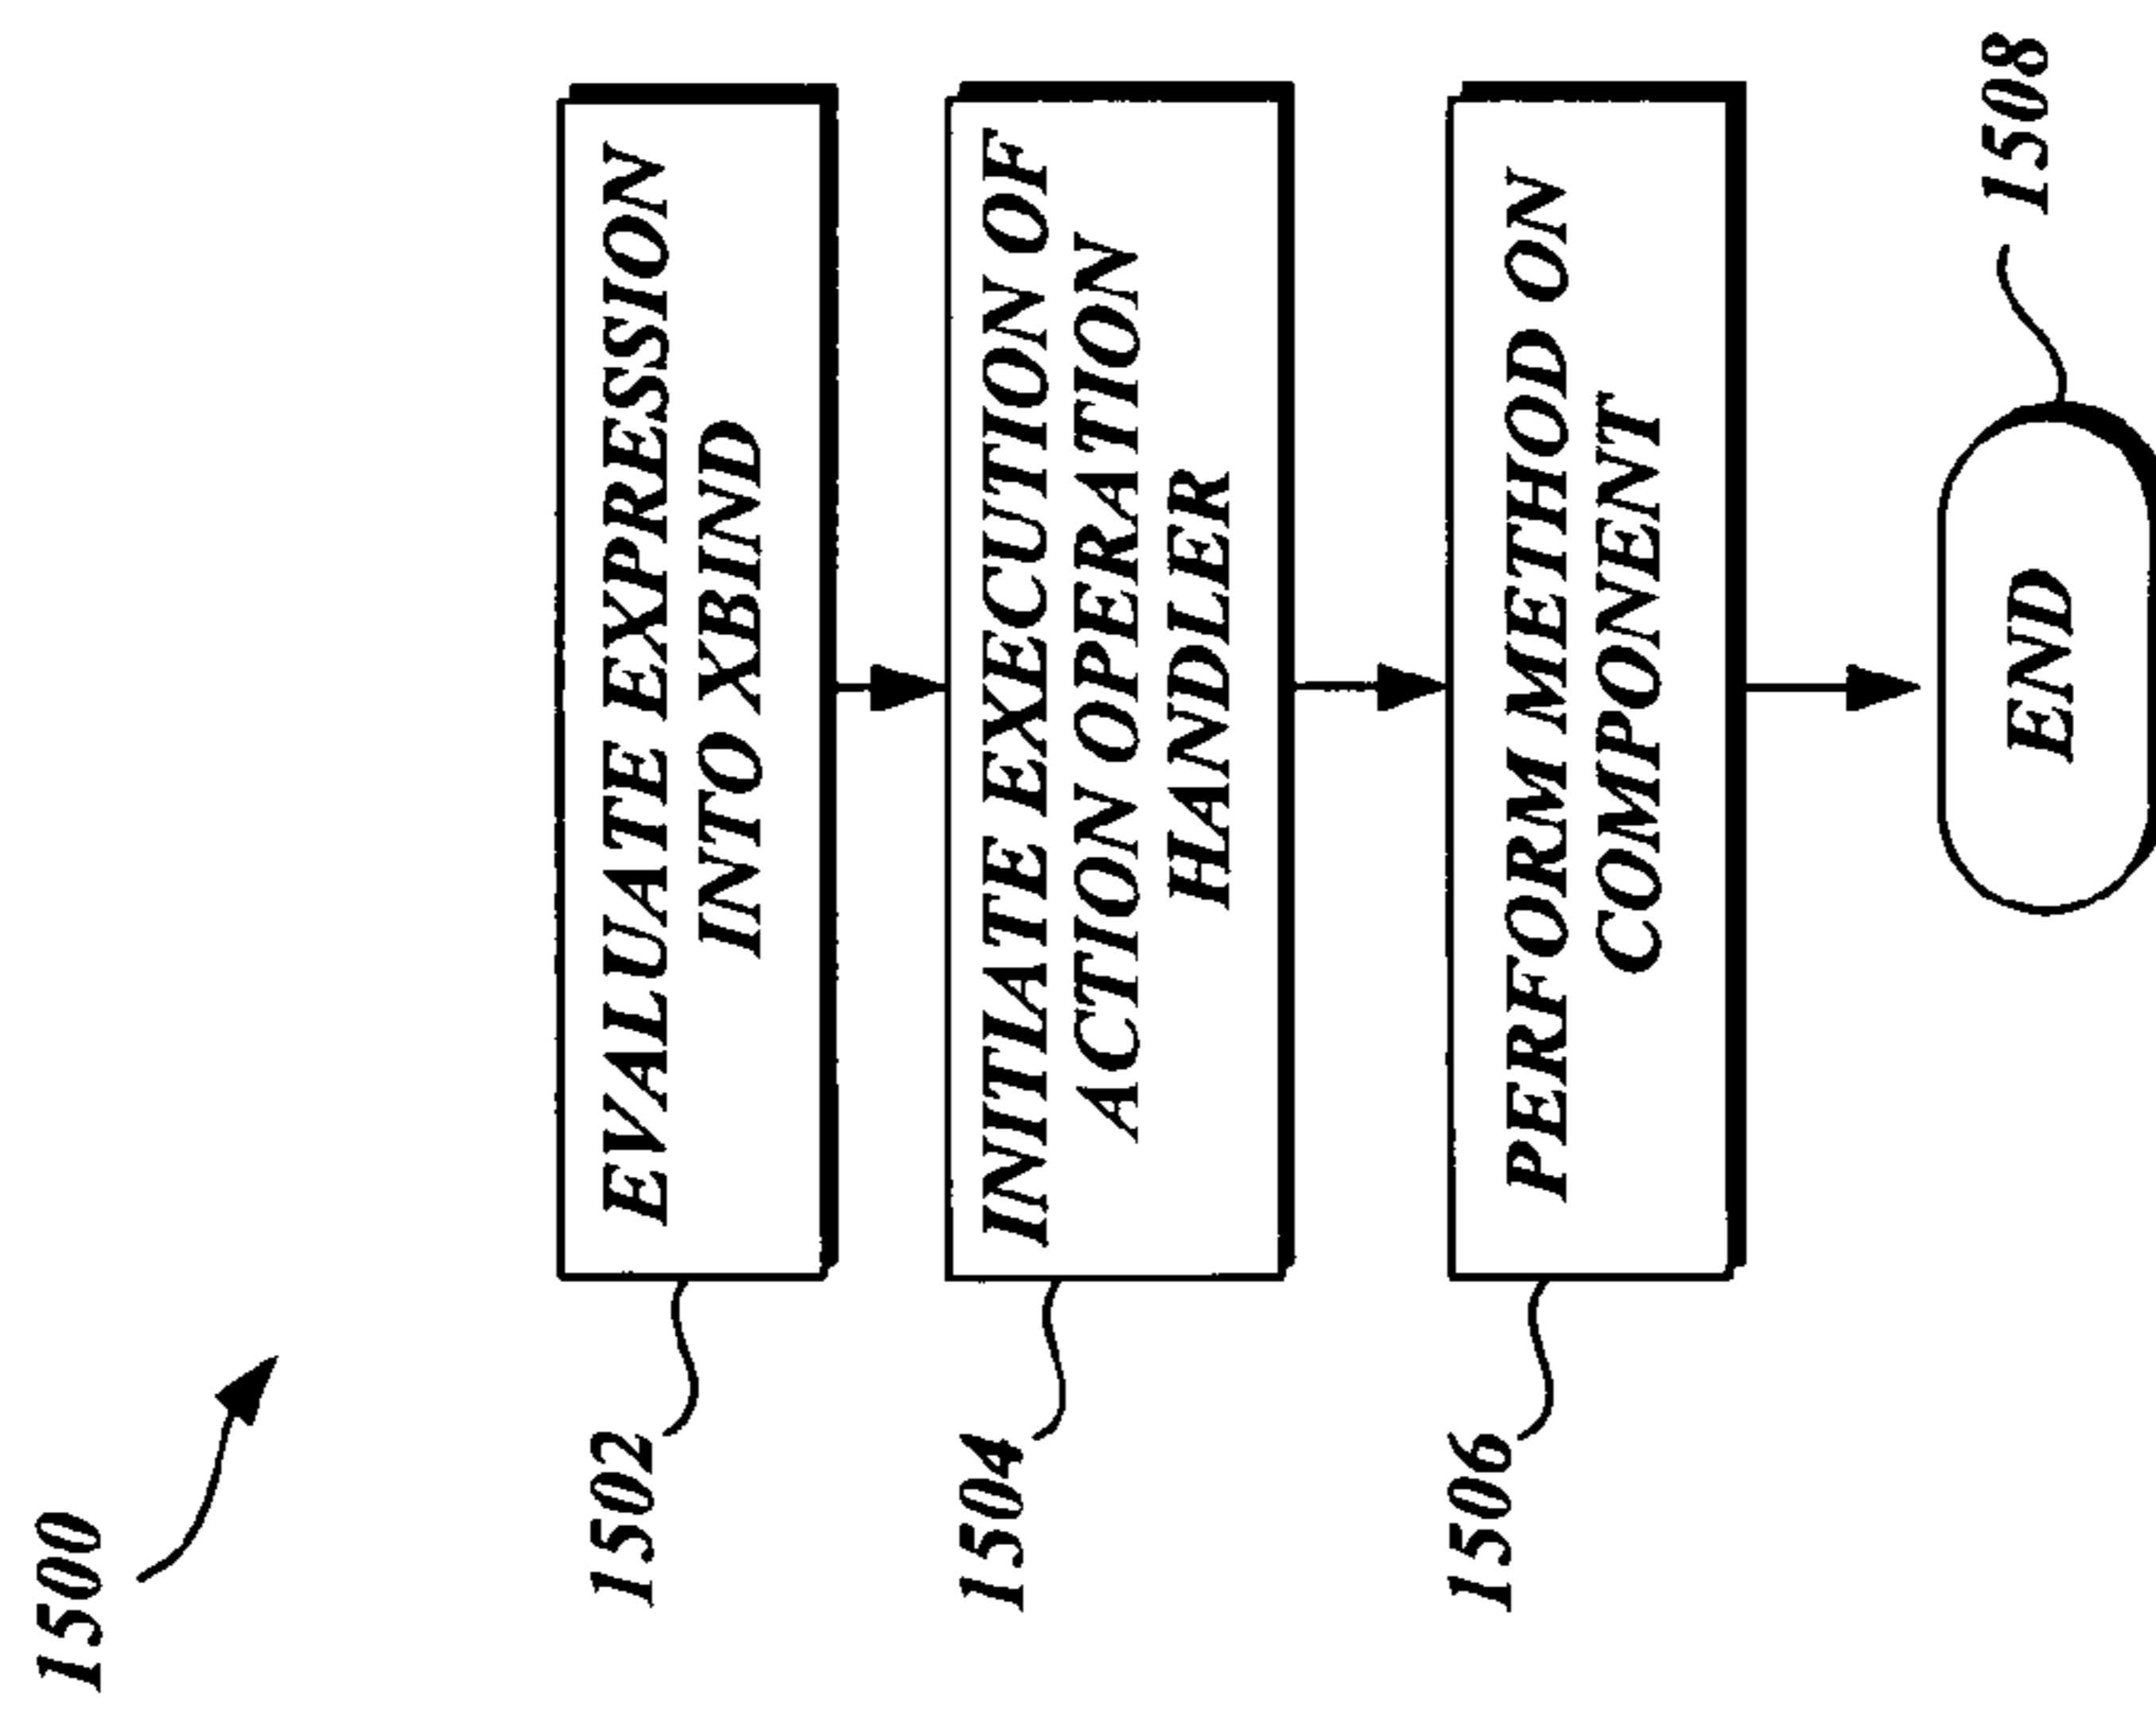 1500
1502
EVALUATE EXPRESSION
INTO XBIND
1504
INITIATE EXECUTION OF
ACTION OPERATION
HANDLER
1506
PERFORM METHOD ON
COMPONENT
END
1508